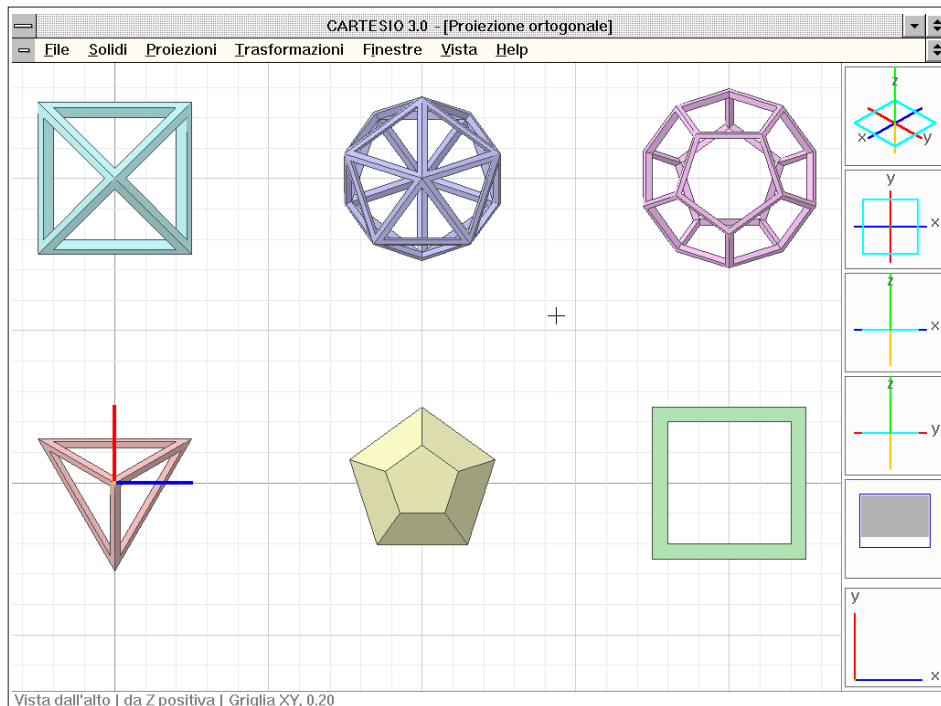 CARTESIO 3.0 - [Proiezione ortogonale]
File Solidi Proiezioni Trasformazioni Finestre Vista Help
z
x y
y
x
z
x
z
y
y
x
Vista dall'alto | da Z positiva | Griglia XY, 0.20